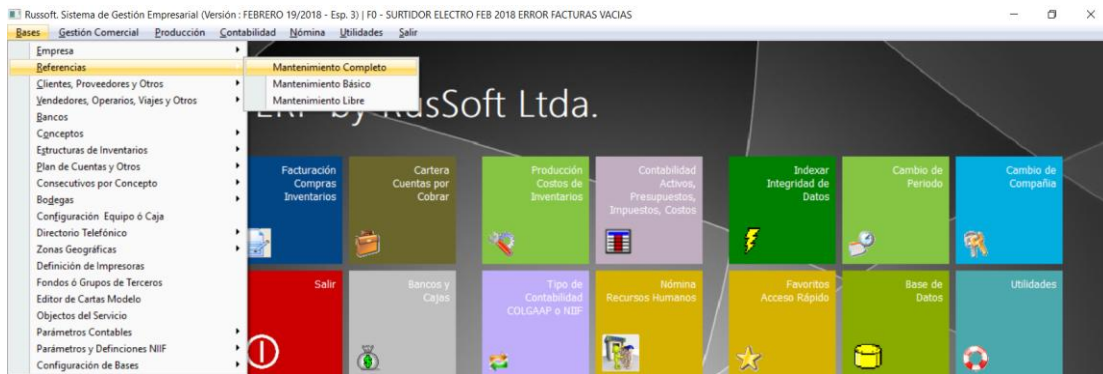 Russoft. Sistema de Gestión Empresarial (Versión : FEBRERO 19/2018 - Esp. 3) | F0 - SURTIDOR ELECTRO FEB 2018 ERROR FACTURAS VACIAS
Bases Gestión Comercial Producción Contabilidad Nómina Utilidades Salir
Empresa
Referencias
Clientes, Proveedores y Otros
Vendedores, Operarios, Viajes y Otros
Bancos
Conceptos
Estructuras de Inventarios
Plan de Cuentas y Otros
Consecutivos por Concepto
Bodegas
Configuración Equipo ó Caja
Directorio Telefónico
Zonas Geográficas
Definición de Impresoras
Fondos ó Grupos de Terceros
Editor de Cartas Modelo
Objectos del Servicio
Parámetros Contables
Parámetros y Definciones NIIF
Configuración de Bases
Mantenimiento Completo
Mantenimiento Básico
Mantenimiento Libre
ERP by RusSoft Ltda.
Facturación
Compras
Inventarios
Cartera
Cuentas por
Cobrar
Producción
Costos de
Inventarios
Contabilidad
Activos,
Presupuestos,
Impuestos, Costos
Indexar
Integridad de
Datos
Cambio de
Periodo
Cambio de
Compañia
Salir
Bancos y
Cajas
Tipo de
Contabilidad
COLGAAP o NIIF
Nómina
Recursos Humanos
Favoritos
Acceso Rápido
Base de
Datos
Utilidades